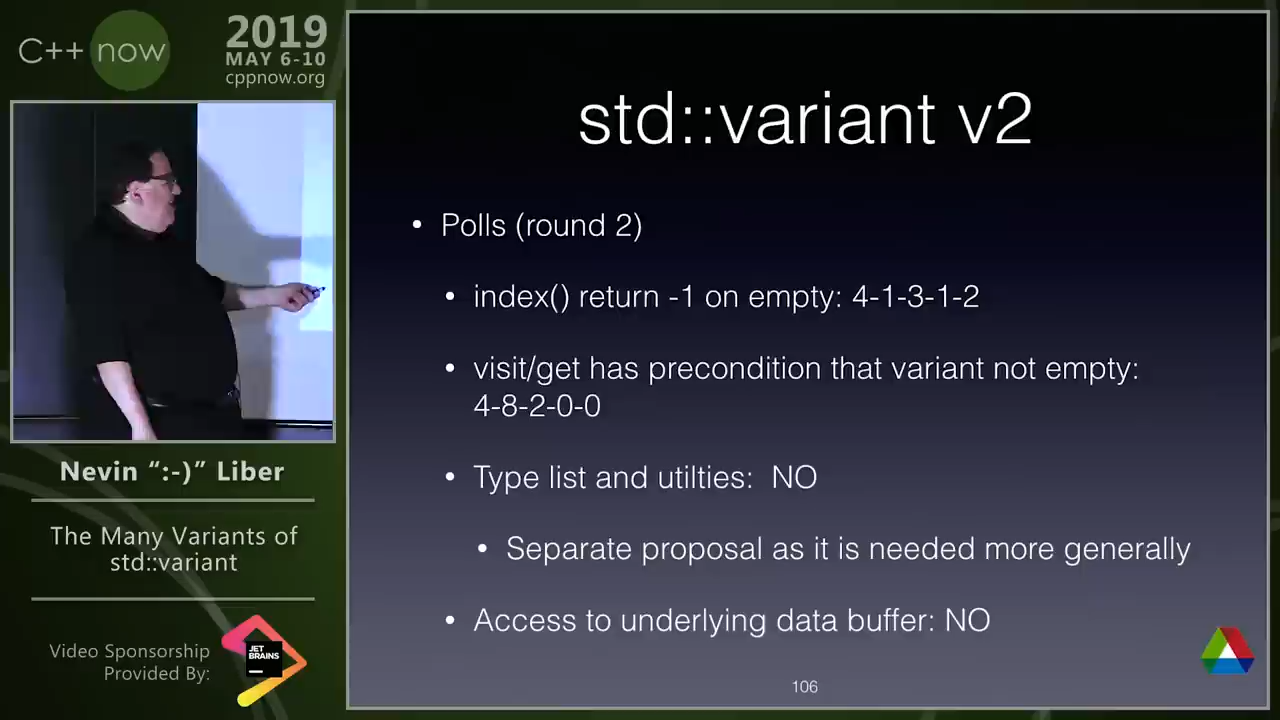 C++ now
2019
MAY 6-10
cppnow.org
Nevin “:-)” Liber
The Many Variants of
std::variant
Video Sponsorship
Provided By:
JET
BRAINS
std::variant v2
• Polls (round 2)
• index() return -1 on empty: 4-1-3-1-2
• visit/get has precondition that variant not empty:
4-8-2-0-0
• Type list and utilties:  NO
• Separate proposal as it is needed more generally
• Access to underlying data buffer: NO
106